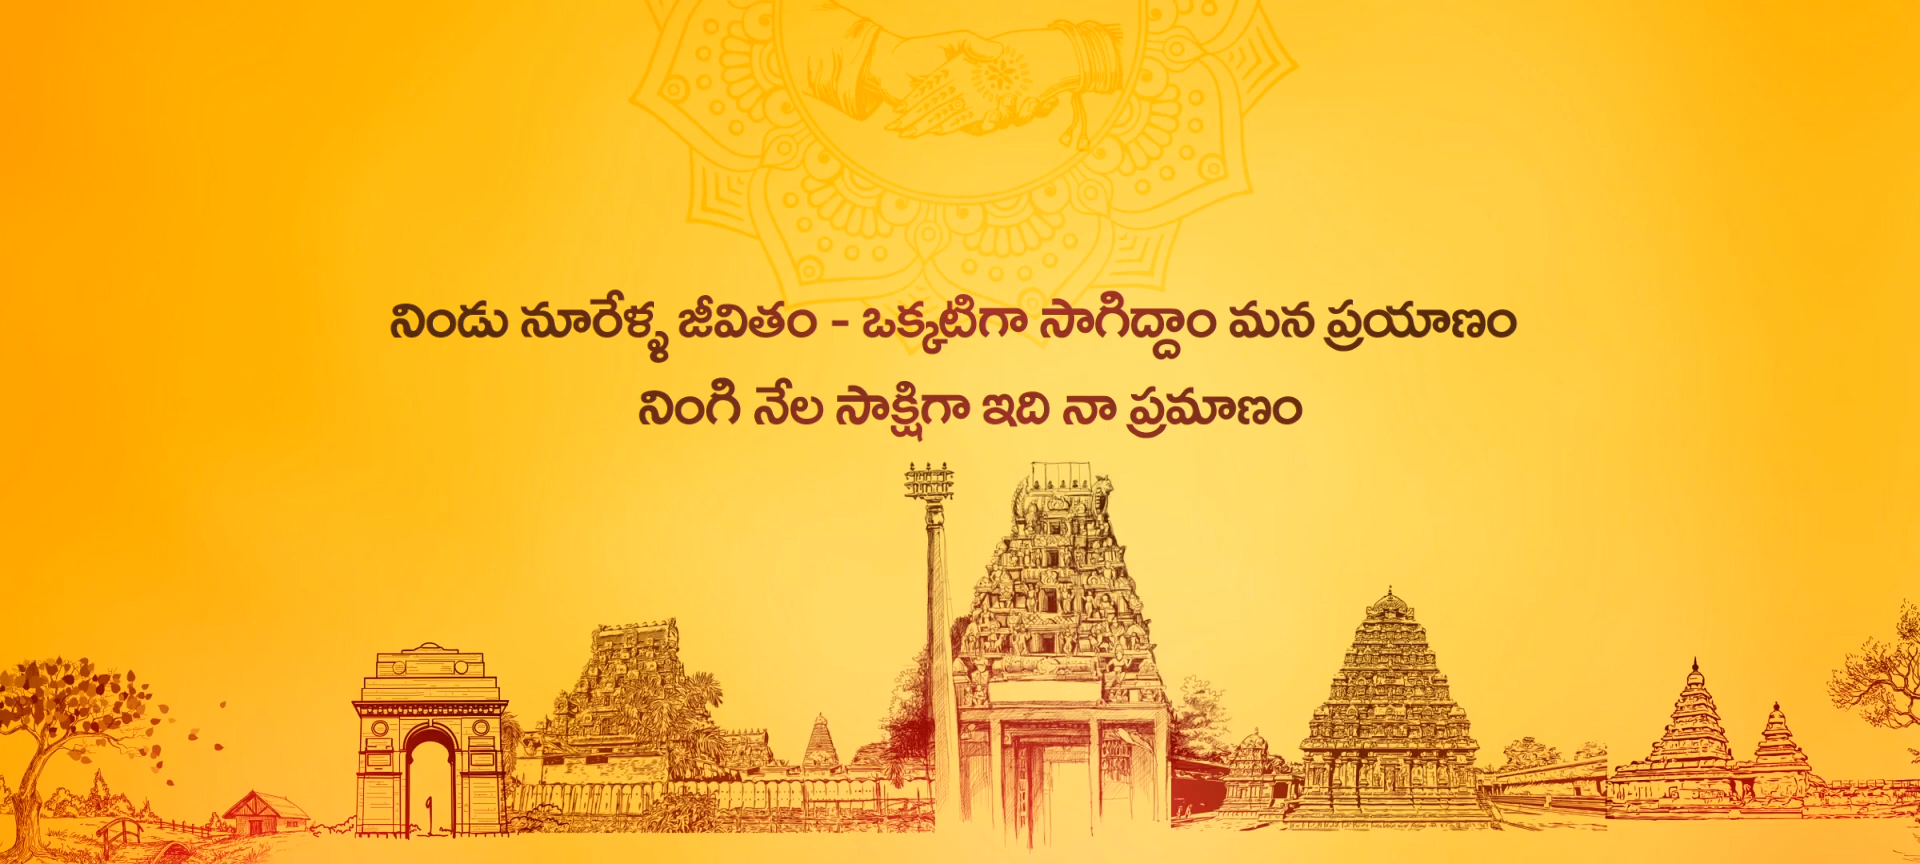 నిండు నూరేళ్ళ జీవితం - ఒక్కటిగా సాగిద్దాం మన ప్రయాణం
నింగి నేల సాక్షిగా ఇది నా ప్రమాణం